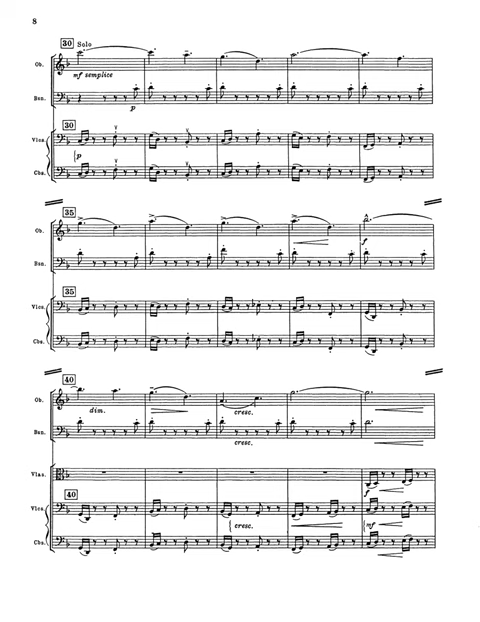 8
30 Solo
Ob.
mf semplice
Bsn.
p
30
Vlcs.
p
Cbs.
35
Ob.
f
Bsn.
35
Vlcs.
Cbs.
40
Ob.
dim.
cresc.
Bsn.
cresc.
Vlas.
f
40
Vlcs.
cresc.
mf
Cbs.